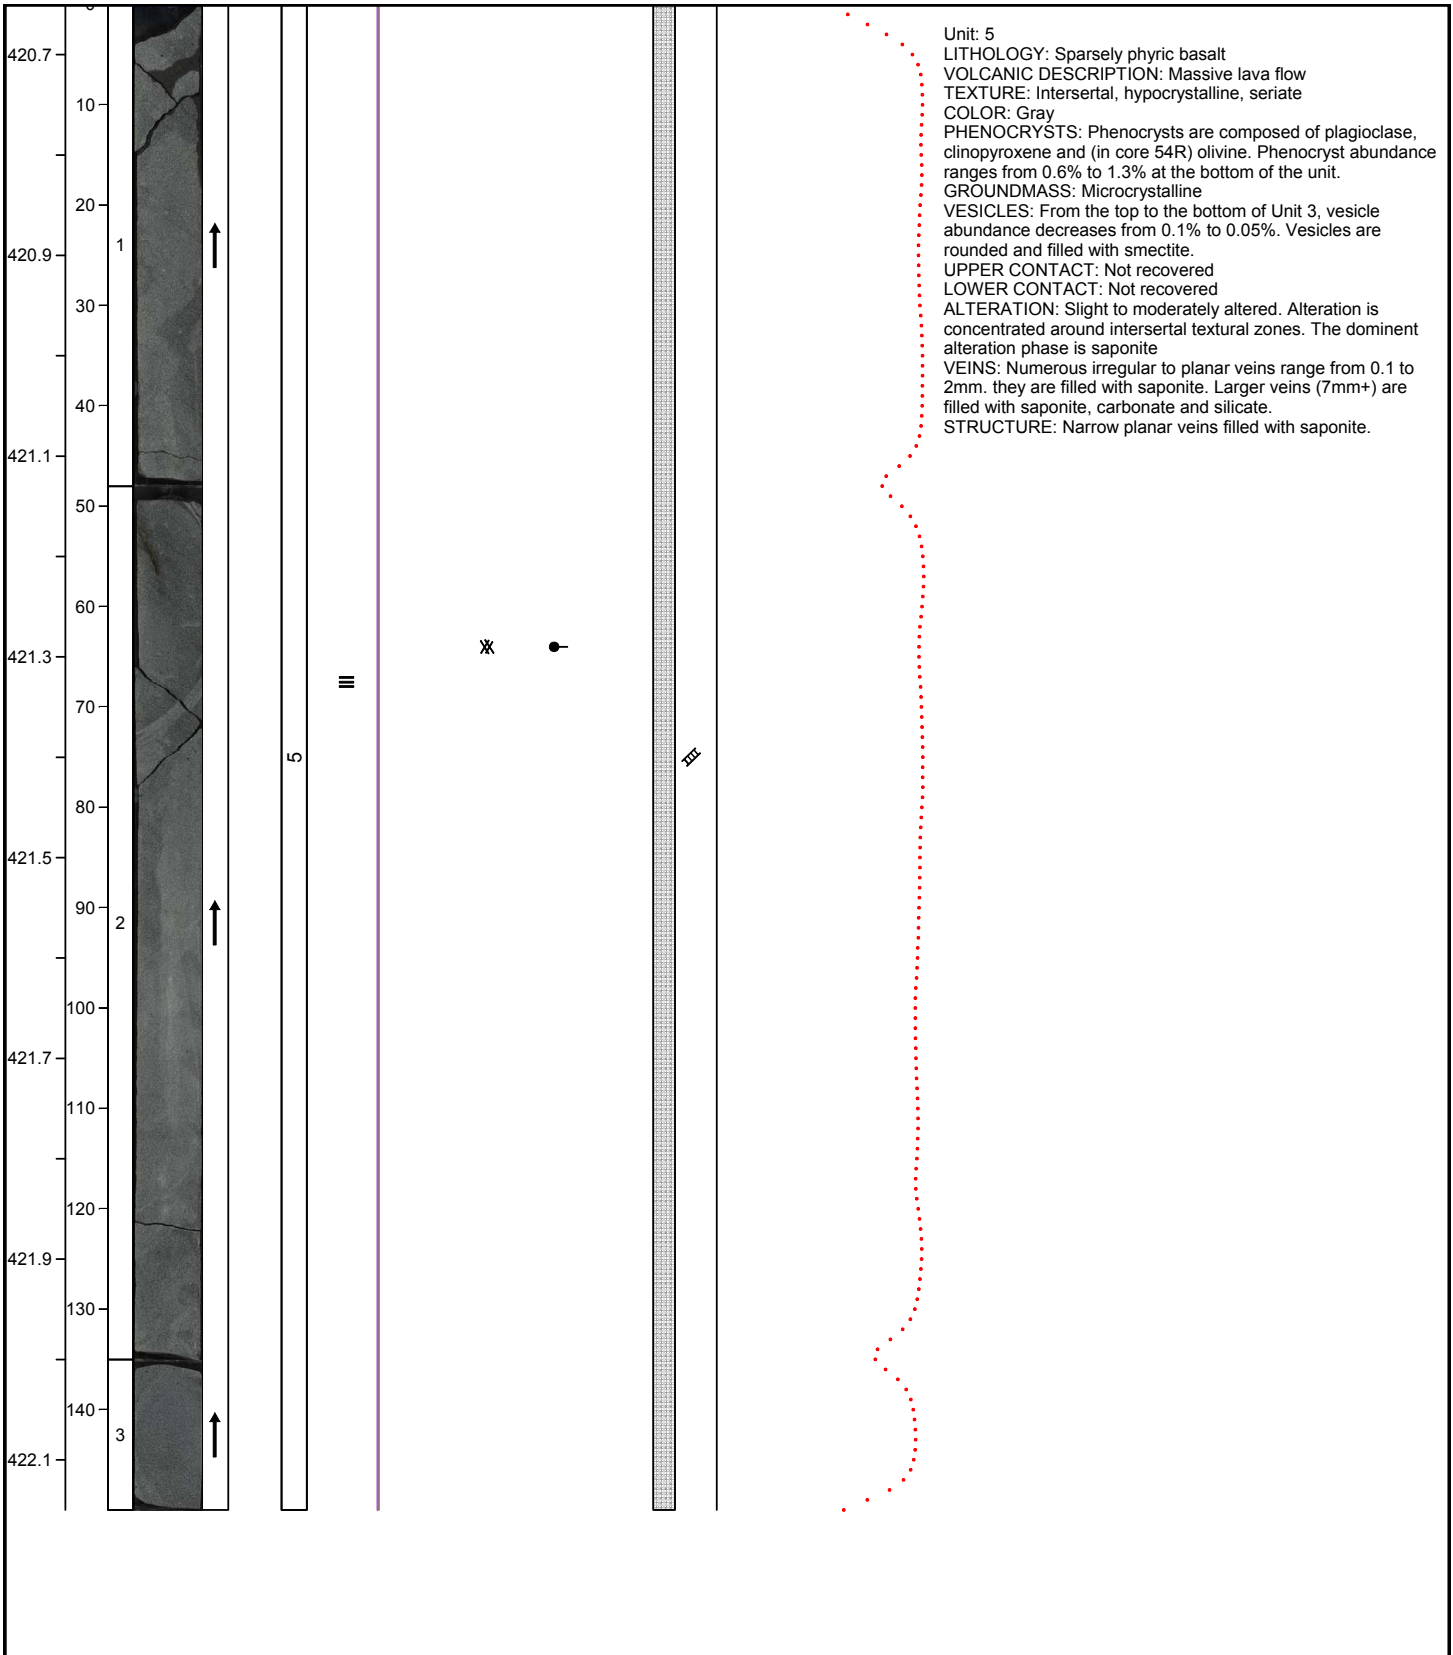 Unit: 5
LITHOLOGY: Sparsely phyric basalt
VOLCANIC DESCRIPTION: Massive lava flow
TEXTURE: Intersertal, hypocrystalline, seriate
COLOR: Gray
PHENOCRYSTS: Phenocrysts are composed of plagioclase,
clinopyroxene and (in core 54R) olivine. Phenocryst abundance
ranges from 0.6% to 1.3% at the bottom of the unit.
GROUNDMASS: Microcrystalline
VESICLES: From the top to the bottom of Unit 3, vesicle
abundance decreases from 0.1% to 0.05%. Vesicles are
rounded and filled with smectite.
UPPER CONTACT: Not recovered
LOWER CONTACT: Not recovered
ALTERATION: Slight to moderately altered. Alteration is
concentrated around intersertal textural zones. The dominent
alteration phase is saponite
VEINS: Numerous irregular to planar veins range from 0.1 to
2mm. they are filled with saponite. Larger veins (7mm+) are
filled with saponite, carbonate and silicate.
STRUCTURE: Narrow planar veins filled with saponite.
420.7
420.9
421.1
421.3
421.5
421.7
421.9
422.1
0
10
20
30
40
50
60
70
80
90
100
110
120
130
140
1
2
3
5